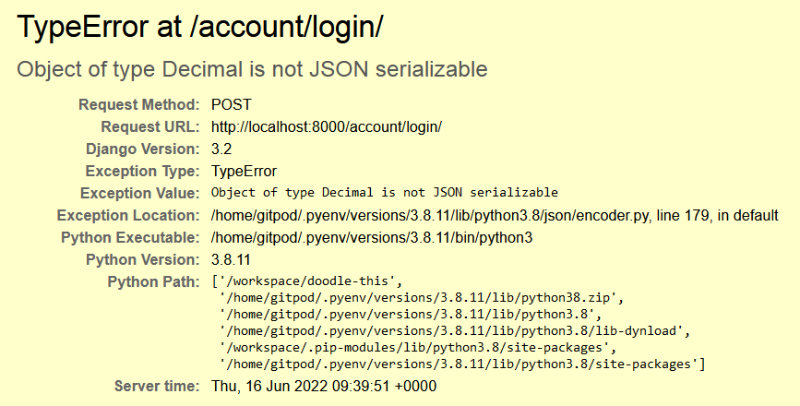 TypeError at /account/login/
Object of type Decimal is not JSON serializable
Request Method: POST
Request URL: http://localhost:8000/account/login/
Django Version: 3.2
Exception Type: TypeError
Exception Value: Object of type Decimal is not JSON serializable
Exception Location: /home/gitpod/.pyenv/versions/3.8.11/lib/python3.8/json/encoder.py, line 179, in default
Python Executable: /home/gitpod/.pyenv/versions/3.8.11/bin/python3
Python Version: 3.8.11
Python Path: ['/workspace/doodle-this',
'/home/gitpod/.pyenv/versions/3.8.11/lib/python38.zip',
'/home/gitpod/.pyenv/versions/3.8.11/lib/python3.8',
'/home/gitpod/.pyenv/versions/3.8.11/lib/python3.8/lib-dynload',
'/workspace/.pip-modules/lib/python3.8/site-packages',
'/home/gitpod/.pyenv/versions/3.8.11/lib/python3.8/site-packages']
Server time: Thu, 16 Jun 2022 09:39:51 +0000